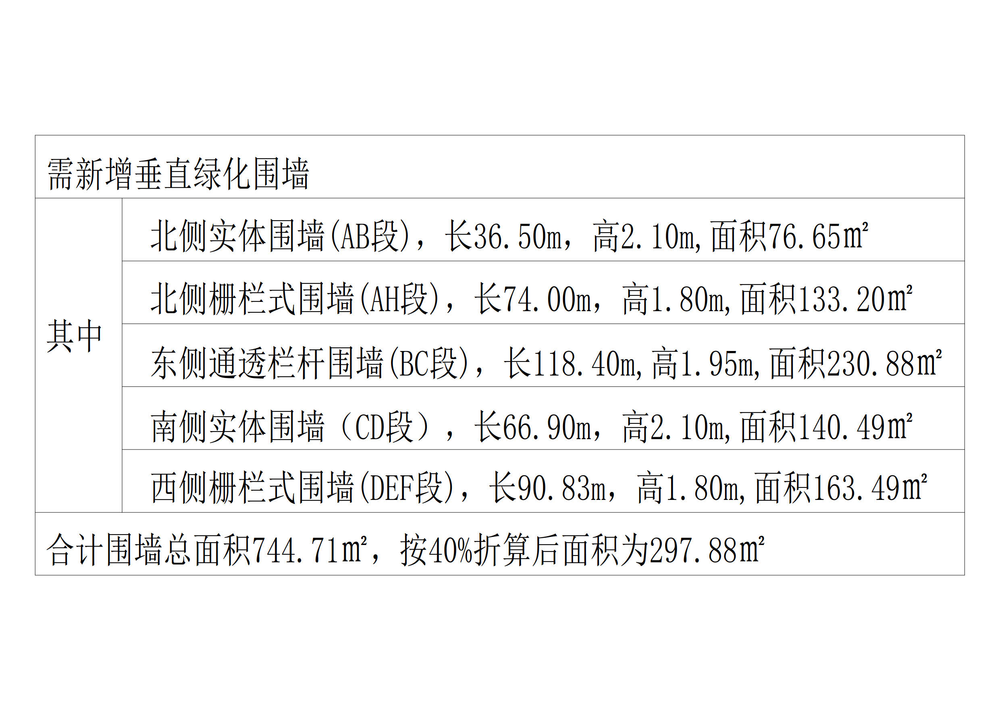 需新增垂直绿化围墙
北侧实体围墙(AB段)，长36.50m，高2.10m,面积76.65m²
北侧栅栏式围墙(AH段)，长74.00m，高1.80m,面积133.20m²
其中
东侧通透栏杆围墙(BC段)，长118.40m,高1.95m,面积230.88m²
南侧实体围墙（CD段），长66.90m，高2.10m,面积140.49m²
西侧栅栏式围墙(DEF段)，长90.83m，高1.80m,面积163.49m²
合计围墙总面积744.71m²，按40%折算后面积为297.88m²